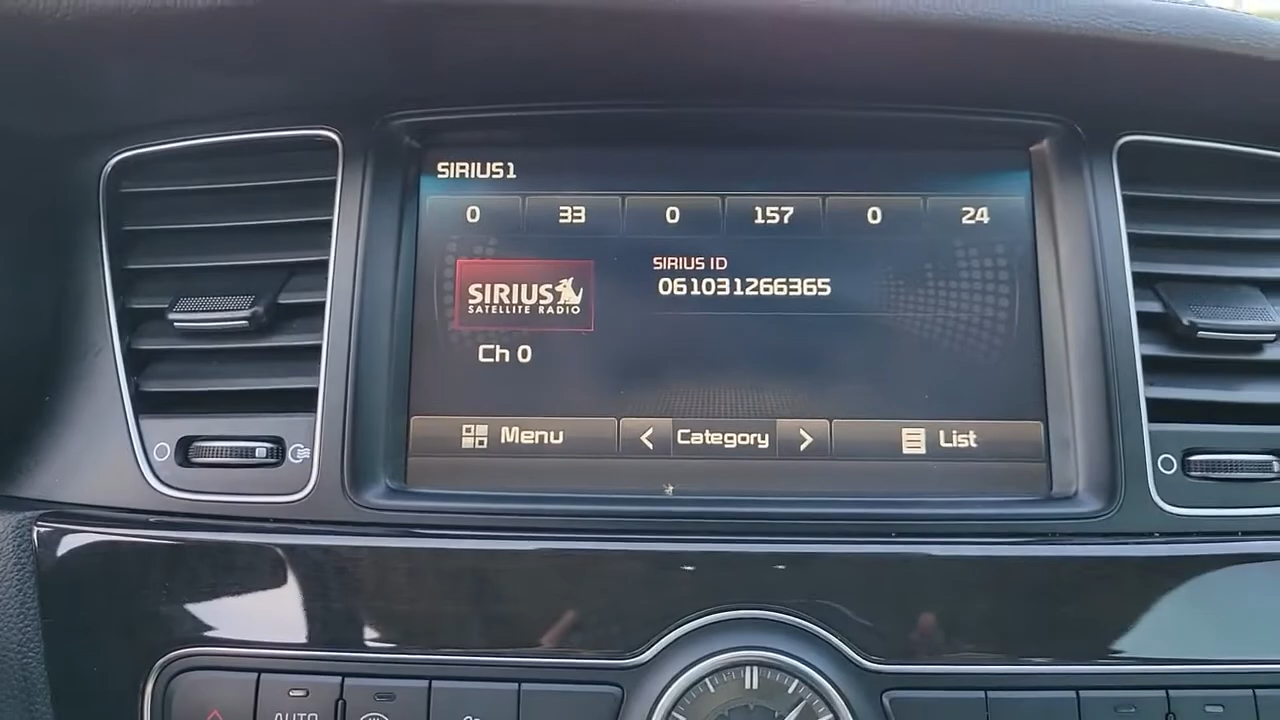 SIRIUS1
0 33 0 157 0 24
SIRIUS ID
061031266365
SIRIUS
SATELLITE RADIO
Ch 0
Menu < Category > List
AUTO